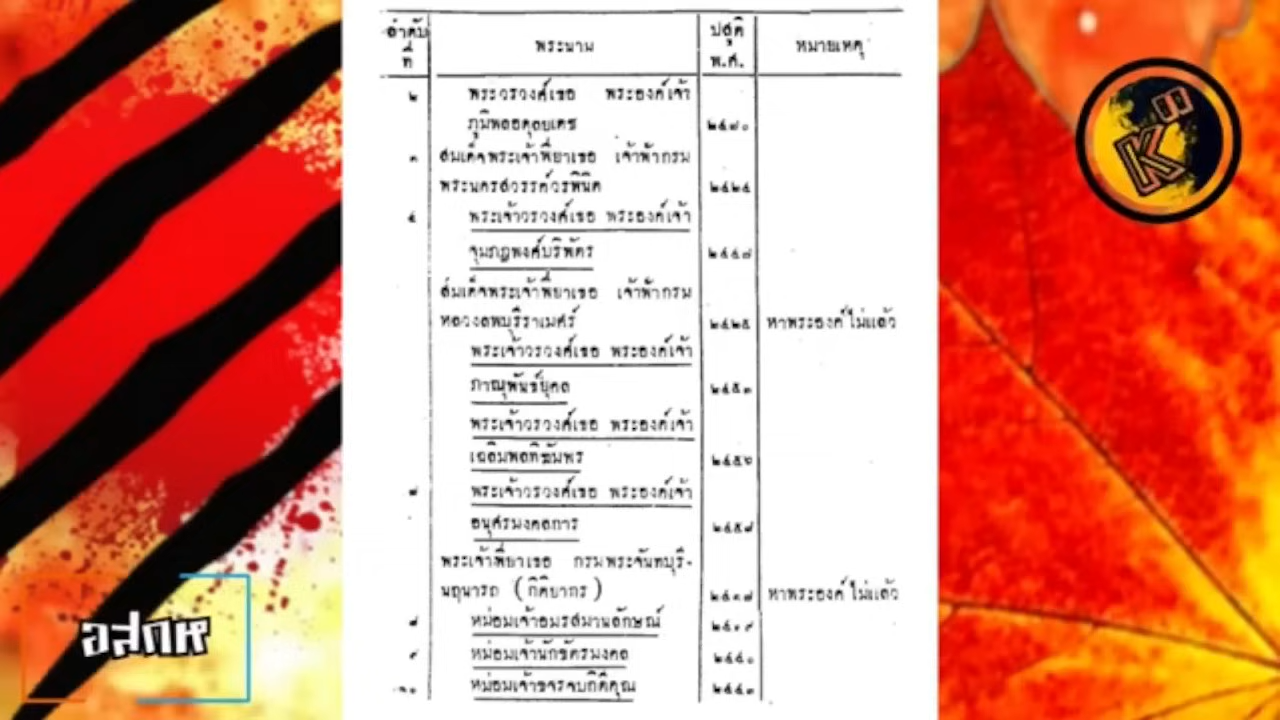 ลำดับที่ พระนาม ประสูติ พ.ศ. หมายเหตุ
๒ พระวรวงศ์เธอ พระองค์เจ้า
ภูมิพลอดุลยเดช ๒๔๗๐
๓ สมเด็จพระเจ้าพี่ยาเธอ เจ้าฟ้ากรม
พระนครสวรรค์วรพินิต ๒๔๒๔
๔ พระเจ้าวรวงศ์เธอ พระองค์เจ้า
จุมภฎพงศ์บริพัตร ๒๔๔๗
สมเด็จพระเจ้าพี่ยาเธอ เจ้าฟ้ากรม
หลวงลพบุรีราเมศร์ ๒๔๒๘ หาพระองค์ไม่แล้ว
พระเจ้าวรวงศ์เธอ พระองค์เจ้า
ภาณุพันธ์ยุคล ๒๔๕๓
พระเจ้าวรวงศ์เธอ พระองค์เจ้า
เฉลิมพลทิฆัมพร ๒๔๕๖
๗ พระเจ้าวรวงศ์เธอ พระองค์เจ้า
อนุศรมงคลการ ๒๔๕๘
พระเจ้าพี่ยาเธอ กรมพระจันทบุรี-
นฤนารถ (กิติยากร) ๒๔๑๗ หาพระองค์ไม่แล้ว
๘ หม่อมเจ้าอมรสมานลักษณ์
๙ หม่อมเจ้านักขัตรมงคล ๒๔๔๐
๑๐ หม่อมเจ้าขจรจบกิติคุณ
K"
อสกห